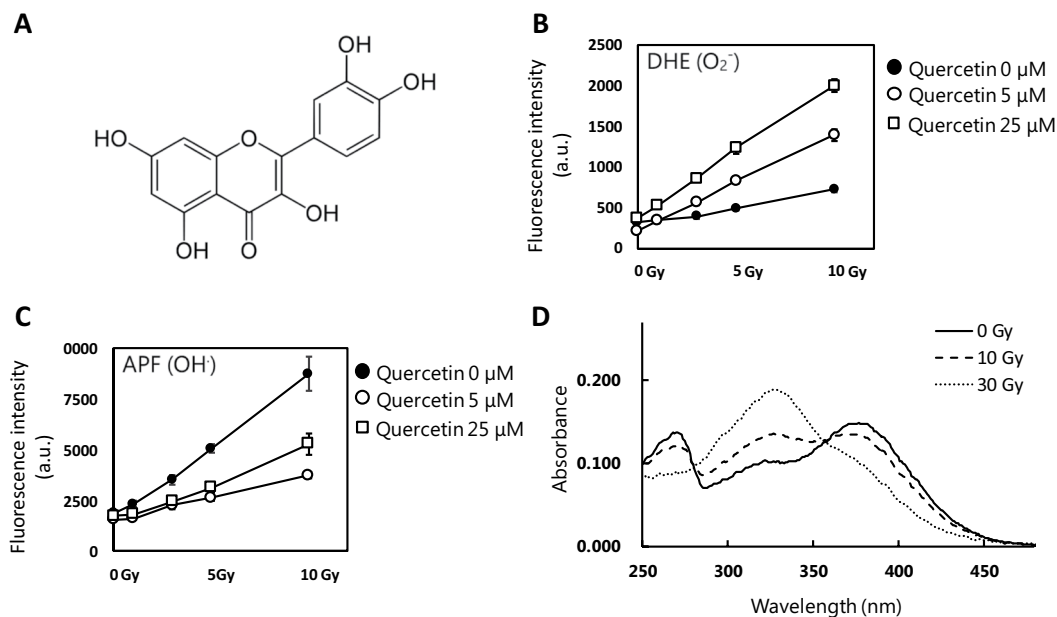 A
OH
OH
HO
O
OH
OH
O
B
DHE (O₂⁻)
Fluorescence intensity
(a.u.)
2500
2000
1500
1000
500
0
0 Gy
5 Gy
10 Gy
Quercetin 0 μM
Quercetin 5 μM
Quercetin 25 μM
C
APF (OH·)
Fluorescence intensity
(a.u.)
0000
7500
5000
2500
0
0 Gy
5Gy
10 Gy
Quercetin 0 μM
Quercetin 5 μM
Quercetin 25 μM
D
0 Gy
10 Gy
30 Gy
Absorbance
0.200
0.100
0.000
250
300
350
400
450
Wavelength (nm)